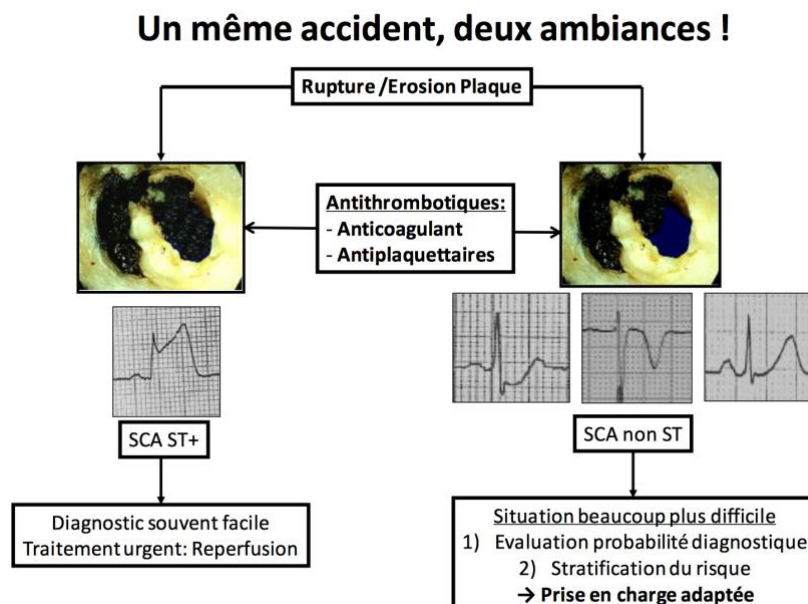 Un même accident, deux ambiances !
Rupture /Erosion Plaque
Antithrombotiques:
- Anticoagulant
- Antiplaquettaires
SCA ST+
SCA non ST
Diagnostic souvent facile
Traitement urgent: Reperfusion
Situation beaucoup plus difficile
1) Evaluation probabilité diagnostique
2) Stratification du risque
→ Prise en charge adaptée